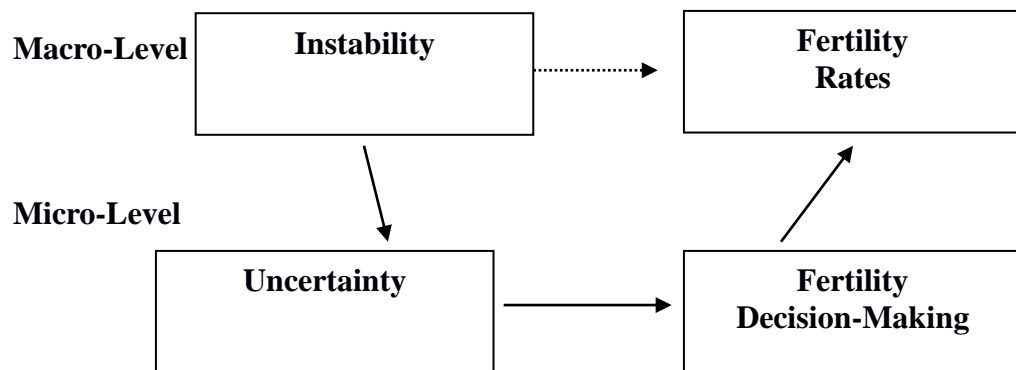 Macro-Level
Instability
Fertility
Rates
Micro-Level
Uncertainty
Fertility
Decision-Making